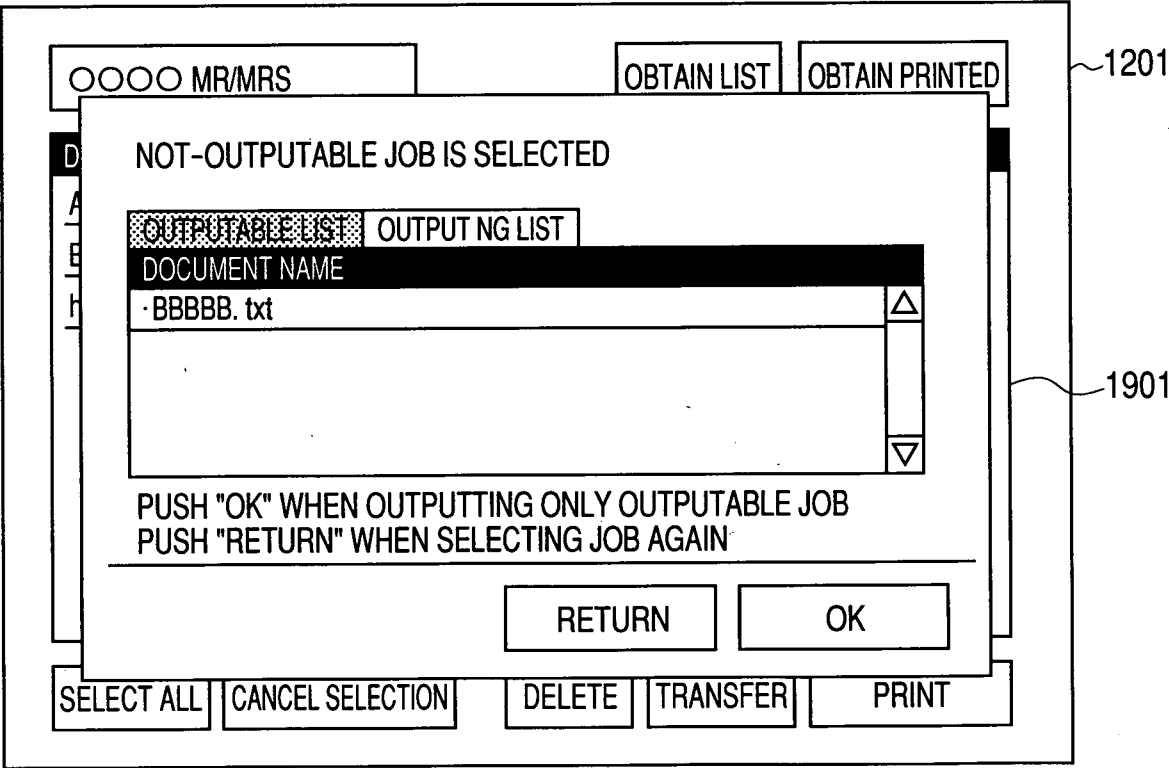 ○○○○ MR/MRS
OBTAIN LIST
OBTAIN PRINTED
1201
D
NOT-OUTPUTABLE JOB IS SELECTED
A
B
h
OUTPUTABLE LIST
OUTPUT NG LIST
DOCUMENT NAME
·BBBBB. txt
1901
PUSH "OK" WHEN OUTPUTTING ONLY OUTPUTABLE JOB
PUSH "RETURN" WHEN SELECTING JOB AGAIN
RETURN
OK
SELECT ALL
CANCEL SELECTION
DELETE
TRANSFER
PRINT